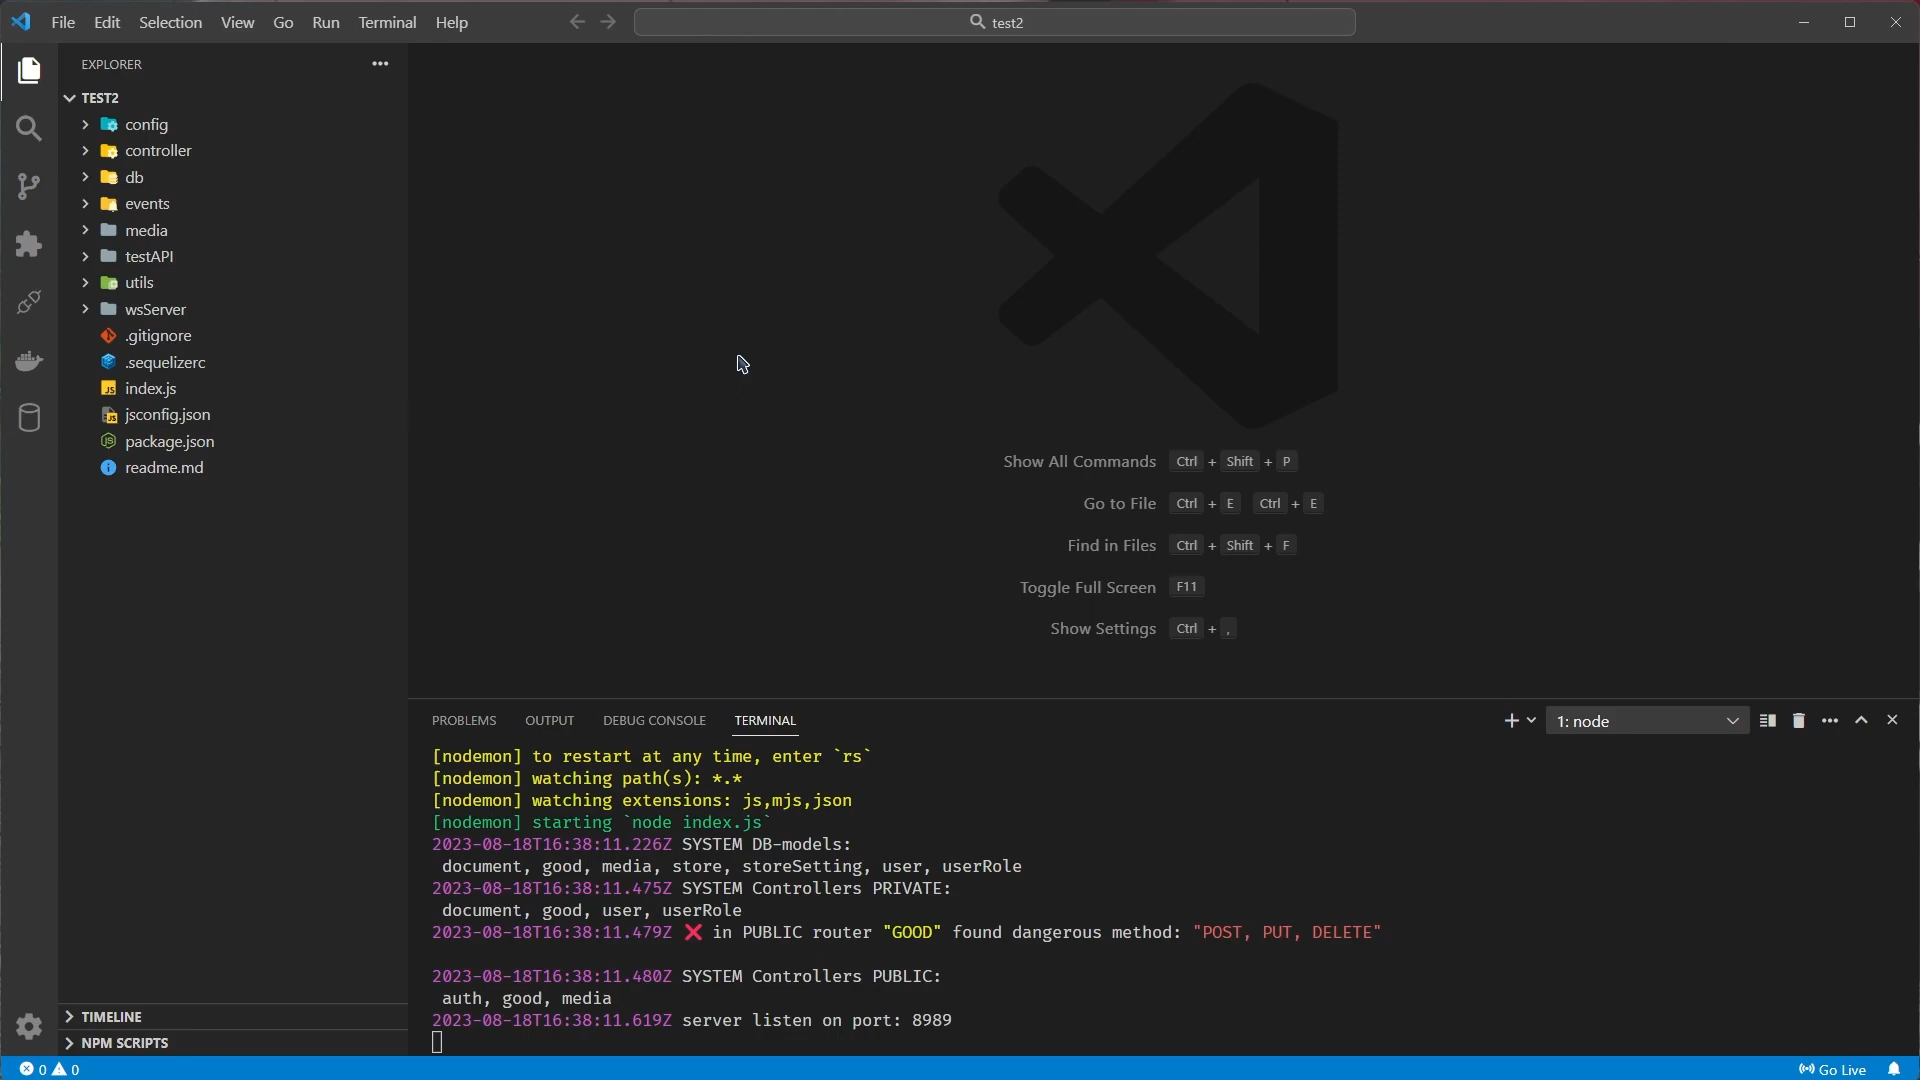 File Edit Selection View Go Run Terminal Help
test2
EXPLORER
TEST2
config
controller
db
events
media
testAPI
utils
wsServer
.gitignore
.sequelizerc
index.js
jsconfig.json
package.json
readme.md
TIMELINE
NPM SCRIPTS
Show All Commands Ctrl + Shift + P
Go to File Ctrl + E Ctrl + E
Find in Files Ctrl + Shift + F
Toggle Full Screen F11
Show Settings Ctrl + ,
PROBLEMS OUTPUT DEBUG CONSOLE TERMINAL
1: node
[nodemon] to restart at any time, enter `rs`
[nodemon] watching path(s): *.*
[nodemon] watching extensions: js,mjs,json
[nodemon] starting `node index.js`
2023-08-18T16:38:11.226Z SYSTEM DB-models:
document, good, media, store, storeSetting, user, userRole
2023-08-18T16:38:11.475Z SYSTEM Controllers PRIVATE:
document, good, user, userRole
2023-08-18T16:38:11.479Z ❌ in PUBLIC router "GOOD" found dangerous method: "POST, PUT, DELETE"
2023-08-18T16:38:11.480Z SYSTEM Controllers PUBLIC:
auth, good, media
2023-08-18T16:38:11.619Z server listen on port: 8989
0 0
Go Live